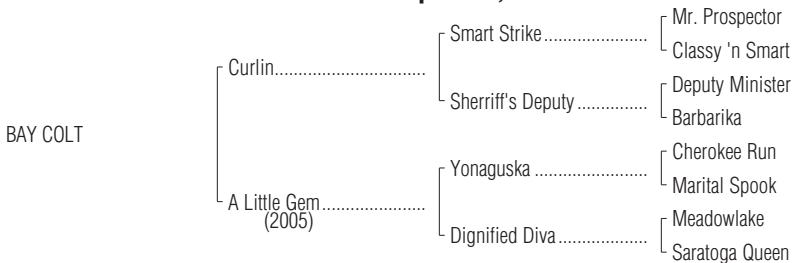 Mr. Prospector
Smart Strike......................
Classy 'n Smart
Curlin................................
Deputy Minister
Sherriff's Deputy ...............
Barbarika
BAY COLT
Cherokee Run
Yonaguska ........................
Marital Spook
A Little Gem......................
(2005)
Meadowlake
Dignified Diva...................
Saratoga Queen